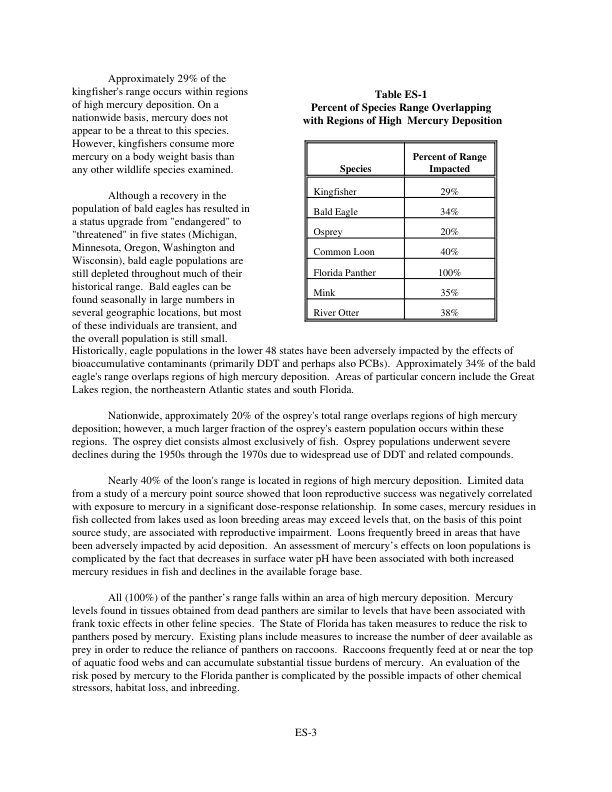 Approximately 29% of the
kingfisher's range occurs within regions
of high mercury deposition. On a
nationwide basis, mercury does not
appear to be a threat to this species.
However, kingfishers consume more
mercury on a body weight basis than
any other wildlife species examined.
Although a recovery in the
population of bald eagles has resulted in
a status upgrade from "endangered" to
"threatened" in five states (Michigan,
Minnesota, Oregon, Washington and
Wisconsin), bald eagle populations are
still depleted throughout much of their
historical range. Bald eagles can be
found seasonally in large numbers in
several geographic locations, but most
of these individuals are transient, and
the overall population is still small.
Table ES-1
Percent of Species Range Overlapping
with Regions of High Mercury Deposition
Species Percent of Range Impacted
Kingfisher 29%
Bald Eagle 34%
Osprey 20%
Common Loon 40%
Florida Panther 100%
Mink 35%
River Otter 38%
Historically, eagle populations in the lower 48 states have been adversely impacted by the effects of
bioaccumulative contaminants (primarily DDT and perhaps also PCBs). Approximately 34% of the bald
eagle's range overlaps regions of high mercury deposition. Areas of particular concern include the Great
Lakes region, the northeastern Atlantic states and south Florida.
Nationwide, approximately 20% of the osprey's total range overlaps regions of high mercury
deposition; however, a much larger fraction of the osprey's eastern population occurs within these
regions. The osprey diet consists almost exclusively of fish. Osprey populations underwent severe
declines during the 1950s through the 1970s due to widespread use of DDT and related compounds.
Nearly 40% of the loon's range is located in regions of high mercury deposition. Limited data
from a study of a mercury point source showed that loon reproductive success was negatively correlated
with exposure to mercury in a significant dose-response relationship. In some cases, mercury residues in
fish collected from lakes used as loon breeding areas may exceed levels that, on the basis of this point
source study, are associated with reproductive impairment. Loons frequently breed in areas that have
been adversely impacted by acid deposition. An assessment of mercury's effects on loon populations is
complicated by the fact that decreases in surface water pH have been associated with both increased
mercury residues in fish and declines in the available forage base.
All (100%) of the panther's range falls within an area of high mercury deposition. Mercury
levels found in tissues obtained from dead panthers are similar to levels that have been associated with
frank toxic effects in other feline species. The State of Florida has taken measures to reduce the risk to
panthers posed by mercury. Existing plans include measures to increase the number of deer available as
prey in order to reduce the reliance of panthers on raccoons. Raccoons frequently feed at or near the top
of aquatic food webs and can accumulate substantial tissue burdens of mercury. An evaluation of the
risk posed by mercury to the Florida panther is complicated by the possible impacts of other chemical
stressors, habitat loss, and inbreeding.
ES-3